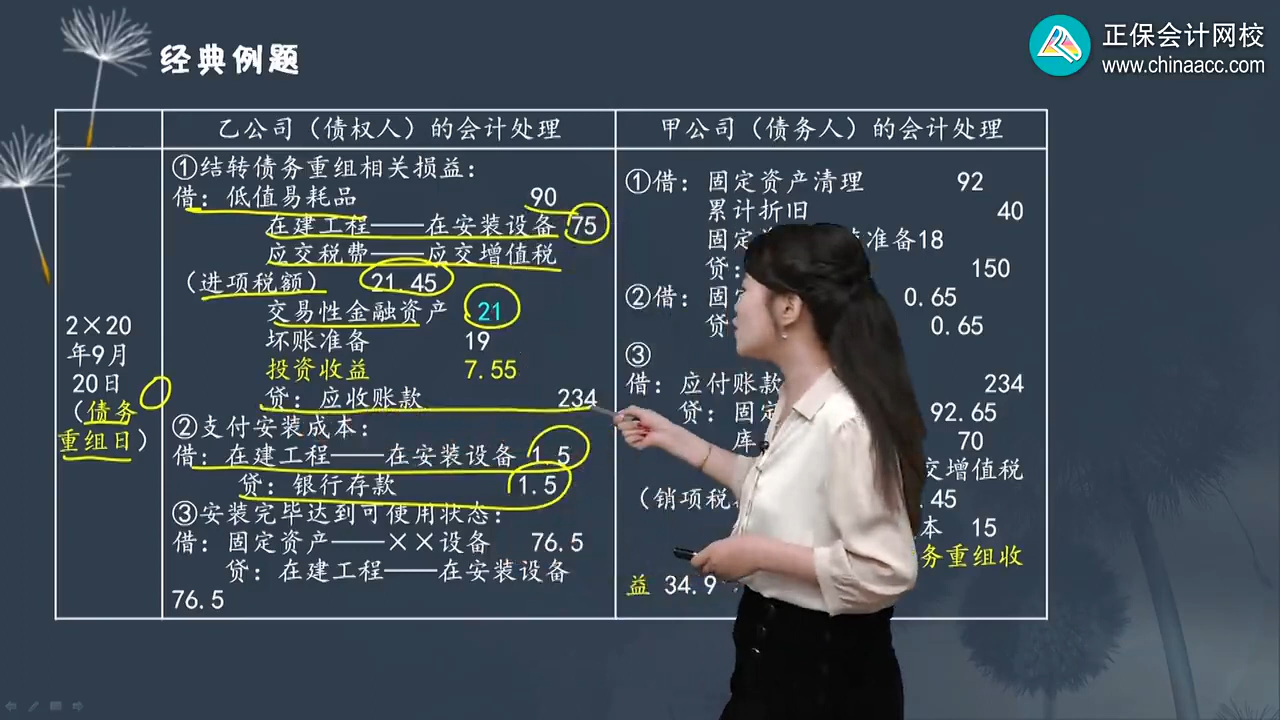 经典例题
正保会计网校
www.chinaacc.com
乙公司（债权人）的会计处理
甲公司（债务人）的会计处理
2×20
年9月
20日
（债务
重组日）
①结转债务重组相关损益：
借：低值易耗品 90
在建工程——在安装设备 75
应交税费——应交增值税
（进项税额） 21.45
交易性金融资产 21
坏账准备 19
投资收益 7.55
贷：应收账款 234
②支付安装成本：
借：在建工程——在安装设备 1.5
贷：银行存款 1.5
③安装完毕达到可使用状态：
借：固定资产——××设备 76.5
贷：在建工程——在安装设备
76.5
①借：固定资产清理 92
累计折旧 40
固定 准备18
贷： 150
②借：固 0.65
贷 0.65
③
借：应付账款 234
贷：固定 92.65
库 70
交增值税
（销项税 .45
本 15
务重组收
益 34.9